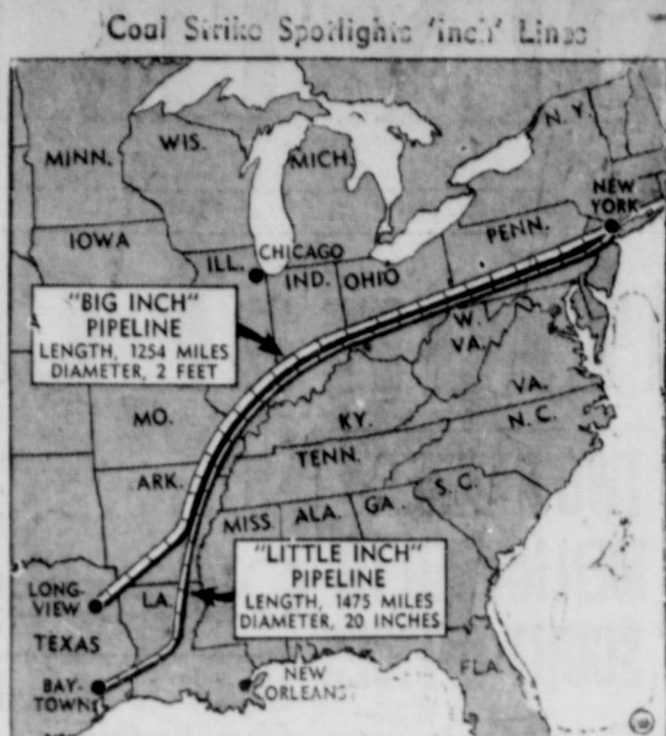 Coal Strike Spotlights 'Inch' Lines
MINN.
WIS.
MICH.
N.Y.
NEW
YORK
IOWA
ILL.
CHICAGO
IND.
OHIO
PENN.
"BIG INCH"
PIPELINE
LENGTH, 1254 MILES
DIAMETER, 2 FEET
W.
VA.
VA.
MO.
KY.
N.C.
TENN.
ARK.
S.C.
MISS.
ALA.
GA.
"LITTLE INCH"
PIPELINE
LENGTH, 1475 MILES
DIAMETER, 20 INCHES
LONG-
VIEW
LA.
TEXAS
BAY-
TOWN
NEW
ORLEANS
FLA.